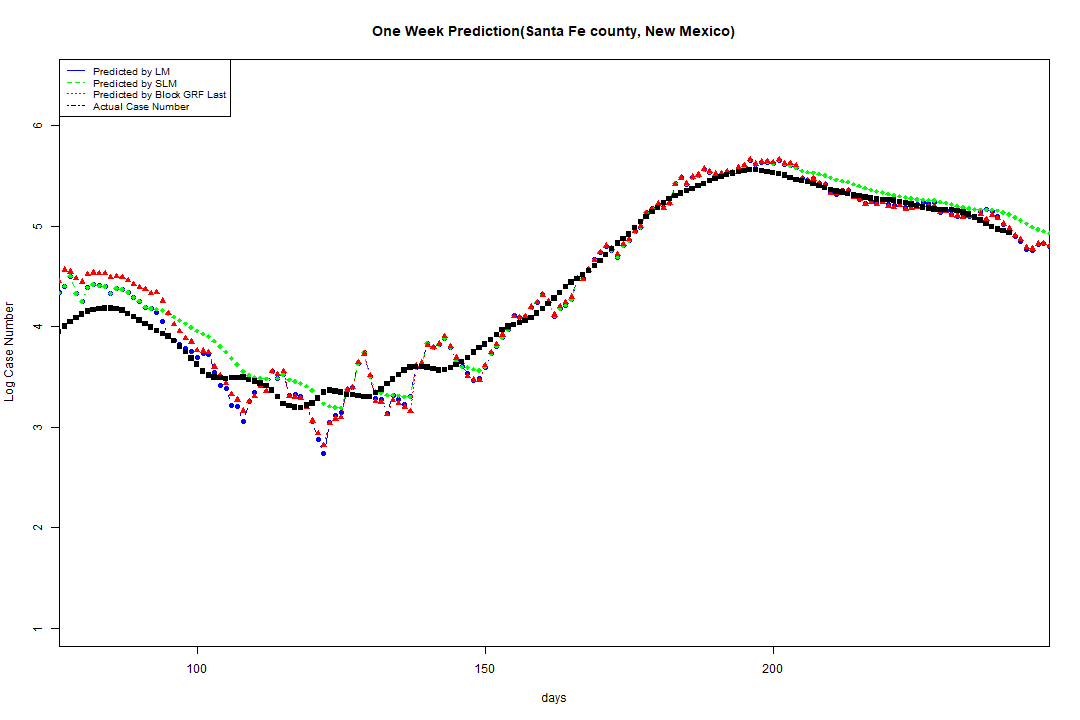 One Week Prediction(Santa Fe county, New Mexico)
Predicted by LM
Predicted by SLM
Predicted by Block GRF Last
Actual Case Number
6
5
4
3
2
1
Log Case Number
100 150 200
days